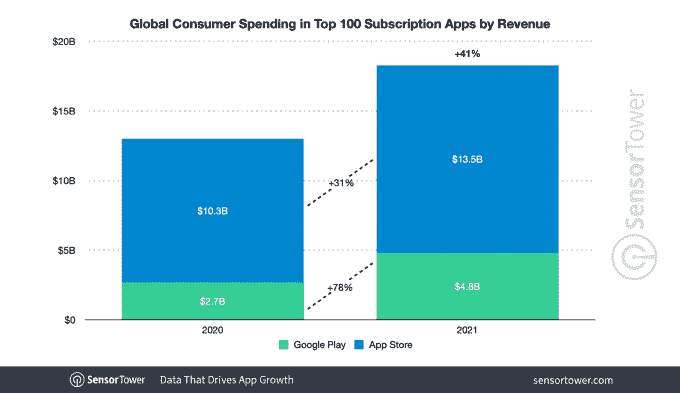 Global Consumer Spending in Top 100 Subscription Apps by Revenue
$20B
+41%
$15B
$13.5B
$10B
+31%
$10.3B
$5B
+78%
$4.8B
$2.7B
$0
2020
2021
Google Play
App Store
SensorTower
SensorTower
Data That Drives App Growth
sensortower.com